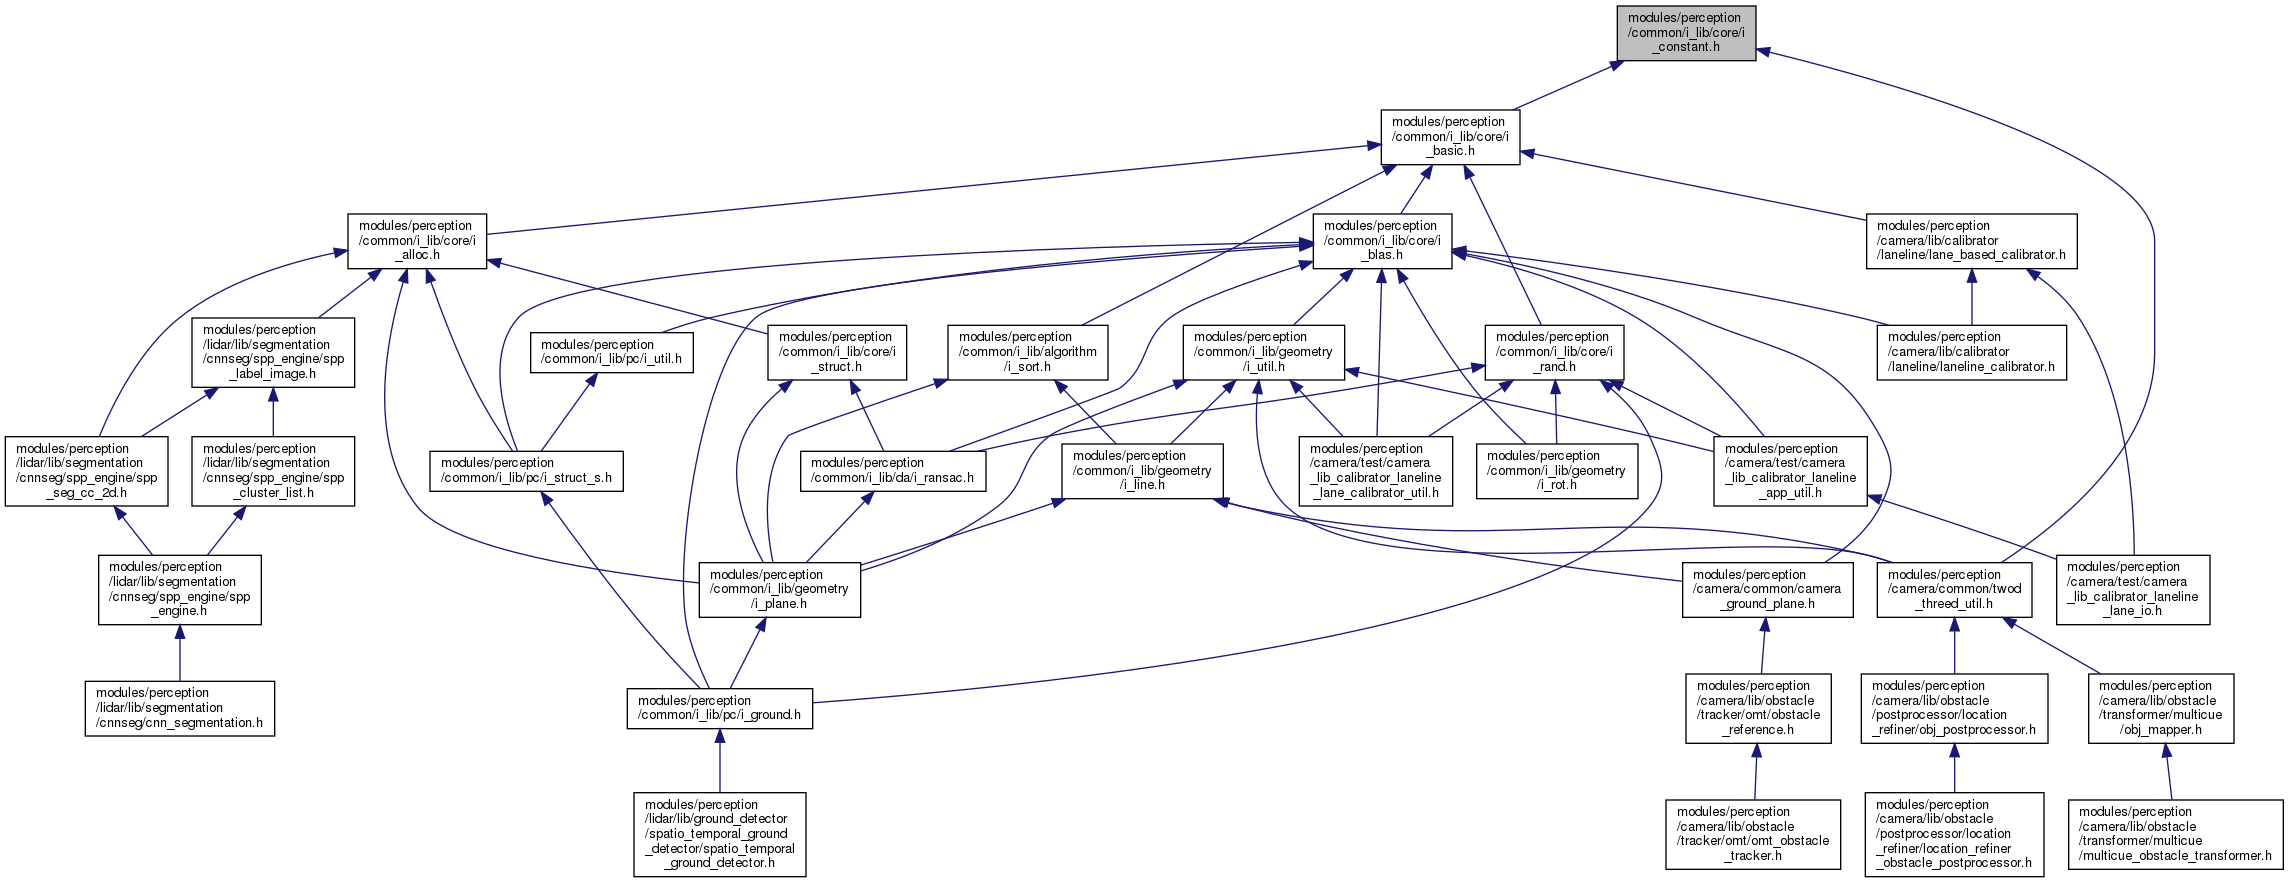 modules/perception
/common/i_lib/core/i
_constant.h
modules/perception
/common/i_lib/core/i
_basic.h
modules/perception
/common/i_lib/core/i
_alloc.h
modules/perception
/common/i_lib/core/i
_blas.h
modules/perception
/camera/lib/calibrator
/laneline/lane_based_calibrator.h
modules/perception
/lidar/lib/segmentation
/cnnseg/spp_engine/spp
_label_image.h
modules/perception
/common/i_lib/pc/i_util.h
modules/perception
/common/i_lib/core/i
_struct.h
modules/perception
/common/i_lib/algorithm
/i_sort.h
modules/perception
/common/i_lib/geometry
/i_util.h
modules/perception
/common/i_lib/core/i
_rand.h
modules/perception
/camera/lib/calibrator
/laneline/laneline_calibrator.h
modules/perception
/lidar/lib/segmentation
/cnnseg/spp_engine/spp
_seg_cc_2d.h
modules/perception
/lidar/lib/segmentation
/cnnseg/spp_engine/spp
_cluster_list.h
modules/perception
/common/i_lib/pc/i_struct_s.h
modules/perception
/common/i_lib/da/i_ransac.h
modules/perception
/common/i_lib/geometry
/i_line.h
modules/perception
/camera/test/camera
_lib_calibrator_laneline
_lane_calibrator_util.h
modules/perception
/common/i_lib/geometry
/i_rot.h
modules/perception
/camera/test/camera
_lib_calibrator_laneline
_app_util.h
modules/perception
/lidar/lib/segmentation
/cnnseg/spp_engine/spp
_engine.h
modules/perception
/common/i_lib/geometry
/i_plane.h
modules/perception
/camera/common/camera
_ground_plane.h
modules/perception
/camera/common/twod
_threed_util.h
modules/perception
/camera/test/camera
_lib_calibrator_laneline
_lane_io.h
modules/perception
/lidar/lib/segmentation
/cnnseg/cnn_segmentation.h
modules/perception
/common/i_lib/pc/i_ground.h
modules/perception
/camera/lib/obstacle
/tracker/omt/obstacle
_reference.h
modules/perception
/camera/lib/obstacle
/postprocessor/location
_refiner/obj_postprocessor.h
modules/perception
/camera/lib/obstacle
/transformer/multicue
/obj_mapper.h
modules/perception
/lidar/lib/ground_detector
/spatio_temporal_ground
_detector/spatio_temporal
_ground_detector.h
modules/perception
/camera/lib/obstacle
/tracker/omt/omt_obstacle
_tracker.h
modules/perception
/camera/lib/obstacle
/postprocessor/location
_refiner/location_refiner
_obstacle_postprocessor.h
modules/perception
/camera/lib/obstacle
/transformer/multicue
/multicue_obstacle_transformer.h